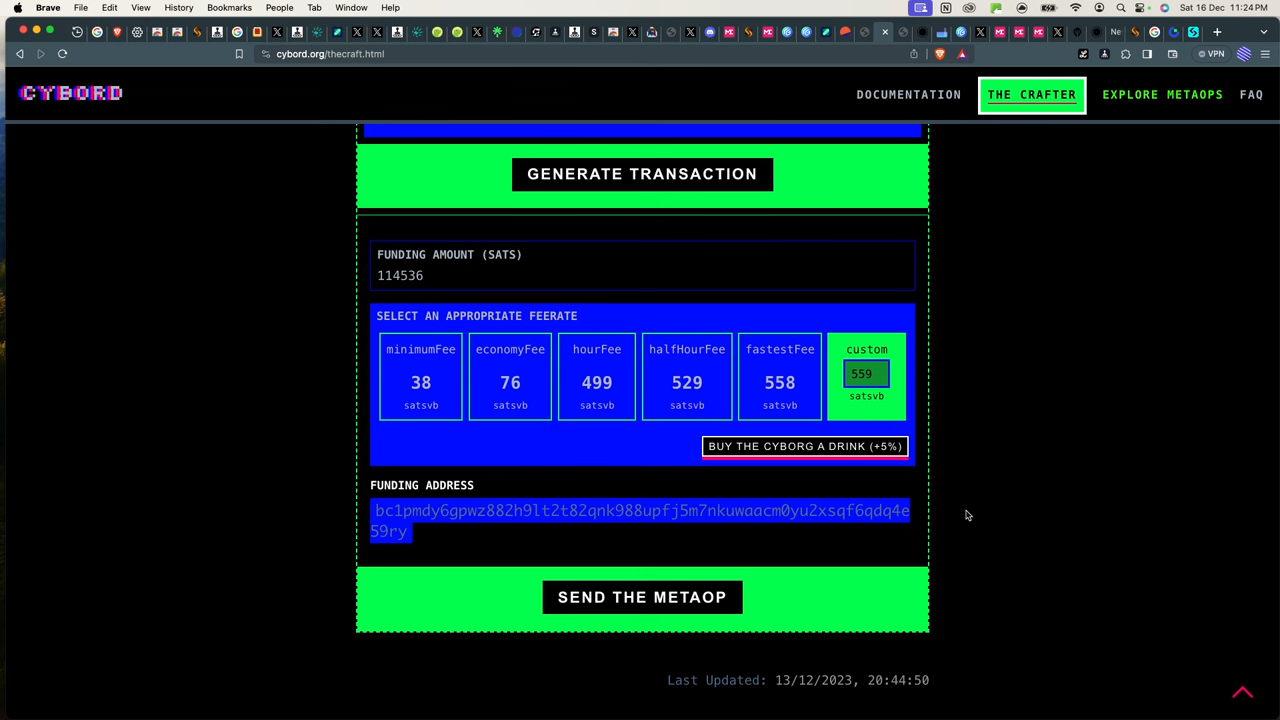 Brave File Edit View History Bookmarks People Tab Window Help Sat 16 Dec 11:24 PM
Ne
cybord.org/thecraft.html VPN
CYBORD DOCUMENTATION THE CRAFTER EXPLORE METAOPS FAQ
GENERATE TRANSACTION
FUNDING AMOUNT (SATS)
114536
SELECT AN APPROPRIATE FEERATE
minimumFee economyFee hourFee halfHourFee fastestFee custom
38 76 499 529 558 559
satsvb satsvb satsvb satsvb satsvb satsvb
BUY THE CYBORG A DRINK (+5%)
FUNDING ADDRESS
bc1pmdy6gpwz882h9lt2t82qnk988upfj5m7nkuwaacm0yu2xsqf6qdq4e
59ry
SEND THE METAOP
Last Updated: 13/12/2023, 20:44:50